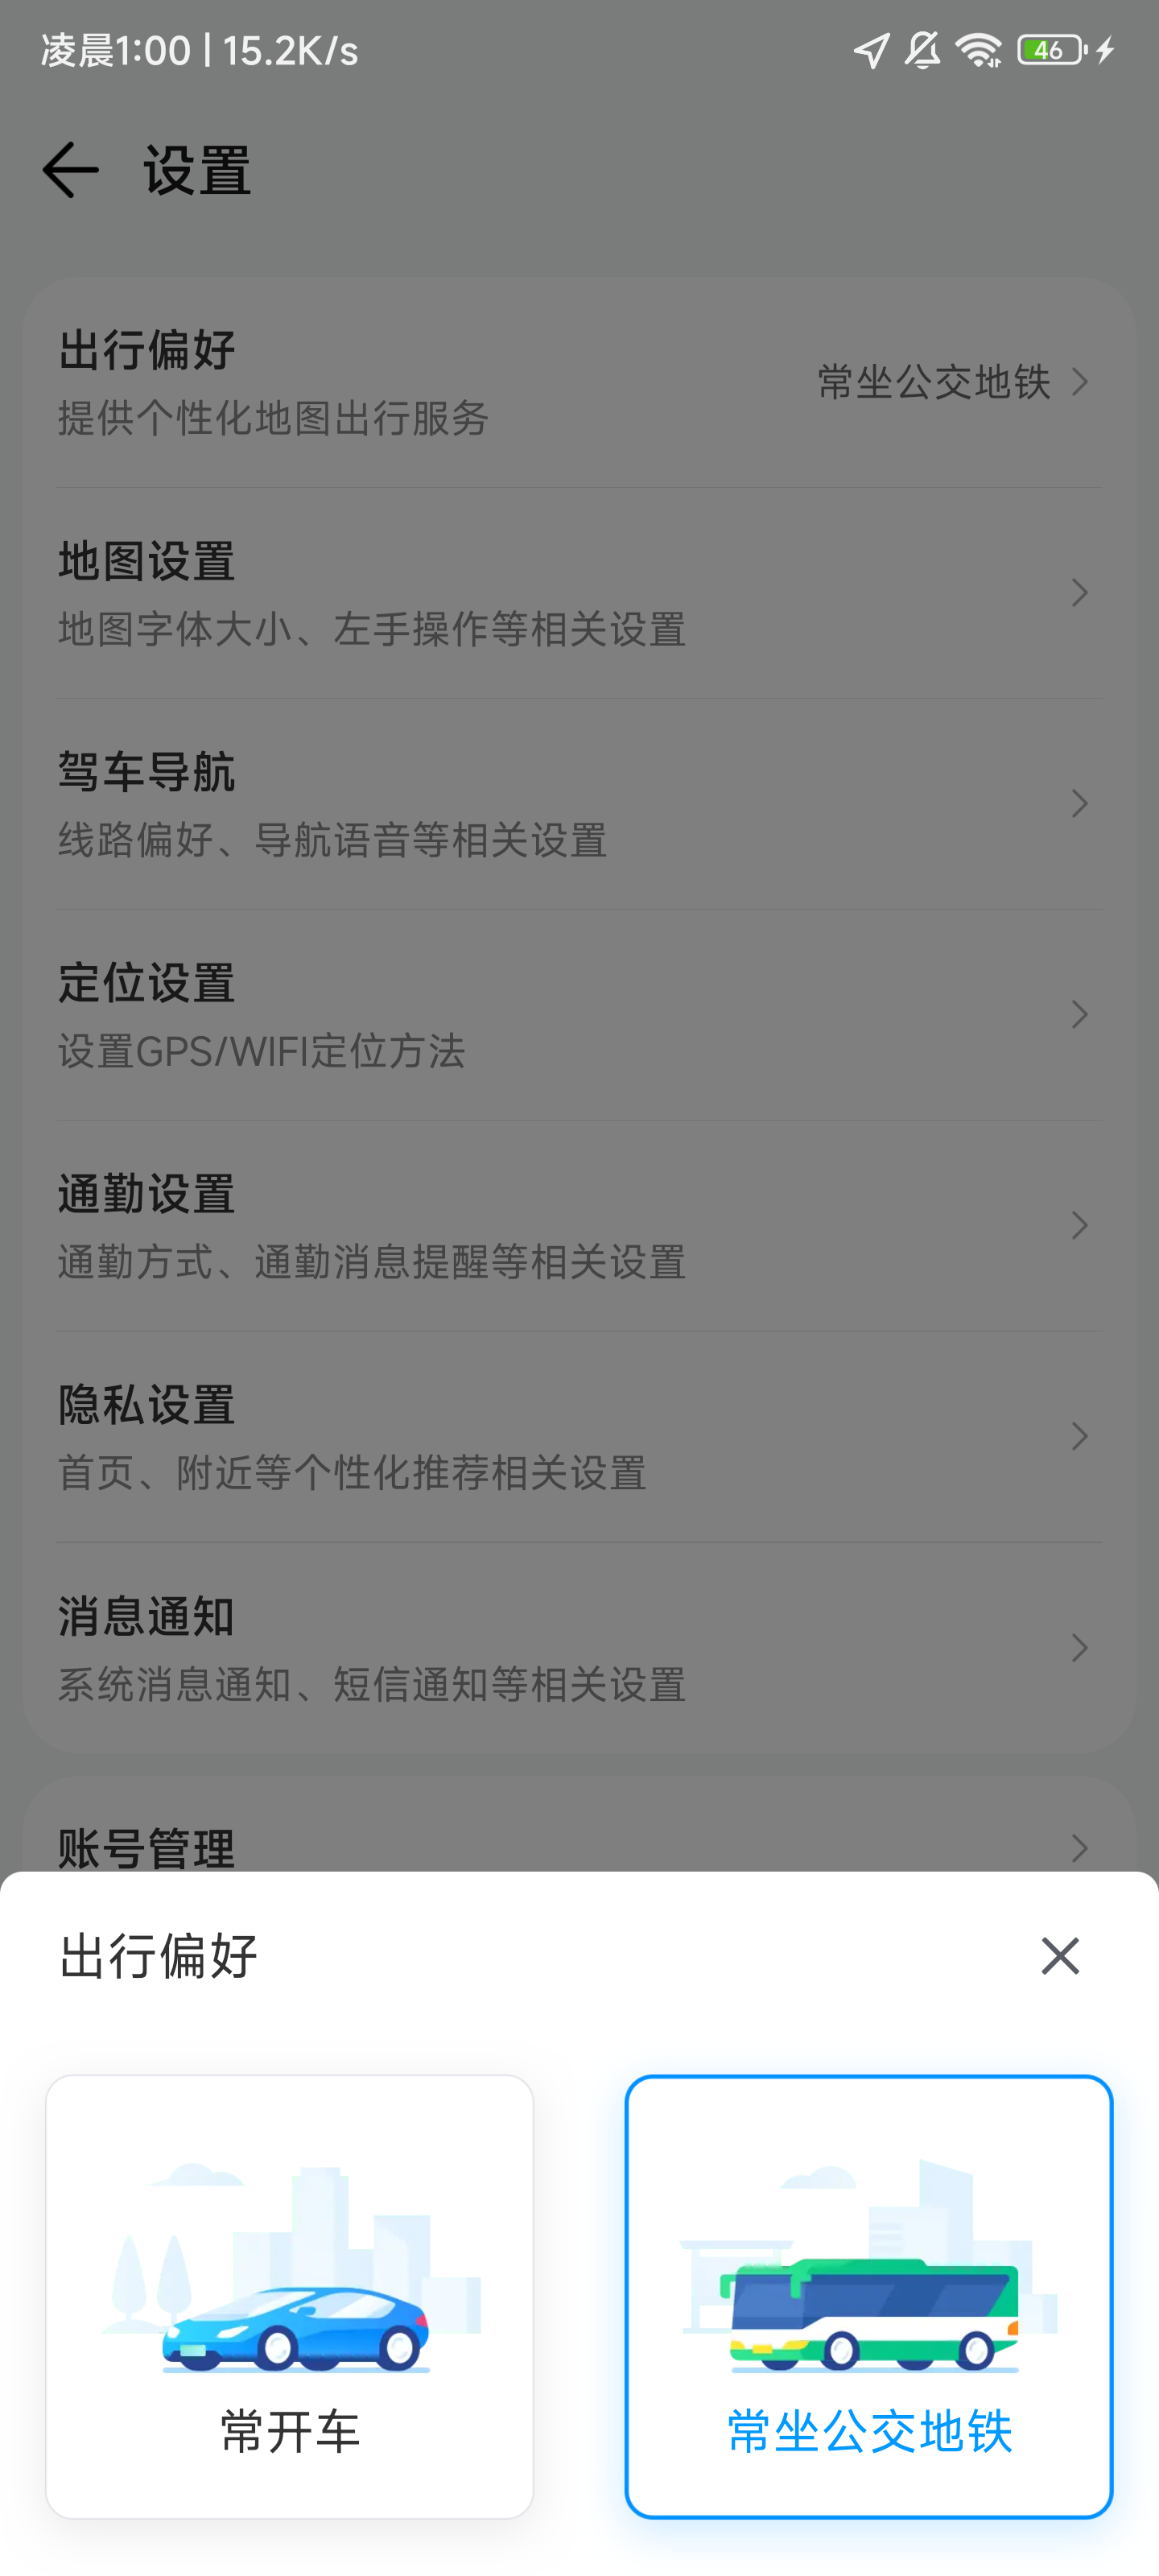 凌晨1:00 | 15.2K/s
46
设置
出行偏好
提供个性化地图出行服务
常坐公交地铁
地图设置
地图字体大小、左手操作等相关设置
驾车导航
线路偏好、导航语音等相关设置
定位设置
设置GPS/WIFI定位方法
通勤设置
通勤方式、通勤消息提醒等相关设置
隐私设置
首页、附近等个性化推荐相关设置
消息通知
系统消息通知、短信通知等相关设置
账号管理
出行偏好
常开车
常坐公交地铁